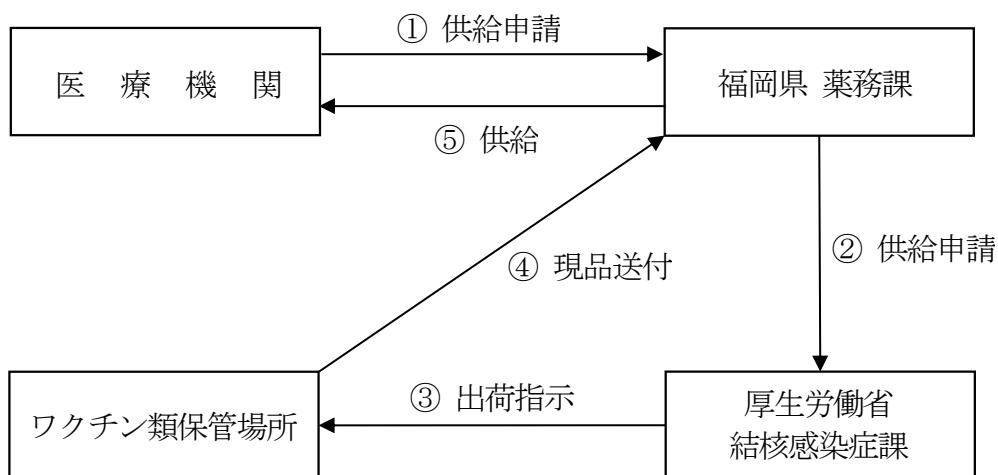 ① 供給申請
医 療 機 関
福岡県 薬務課
⑤ 供給
② 供給申請
④ 現品送付
③ 出荷指示
ワクチン類保管場所
厚生労働省
結核感染症課